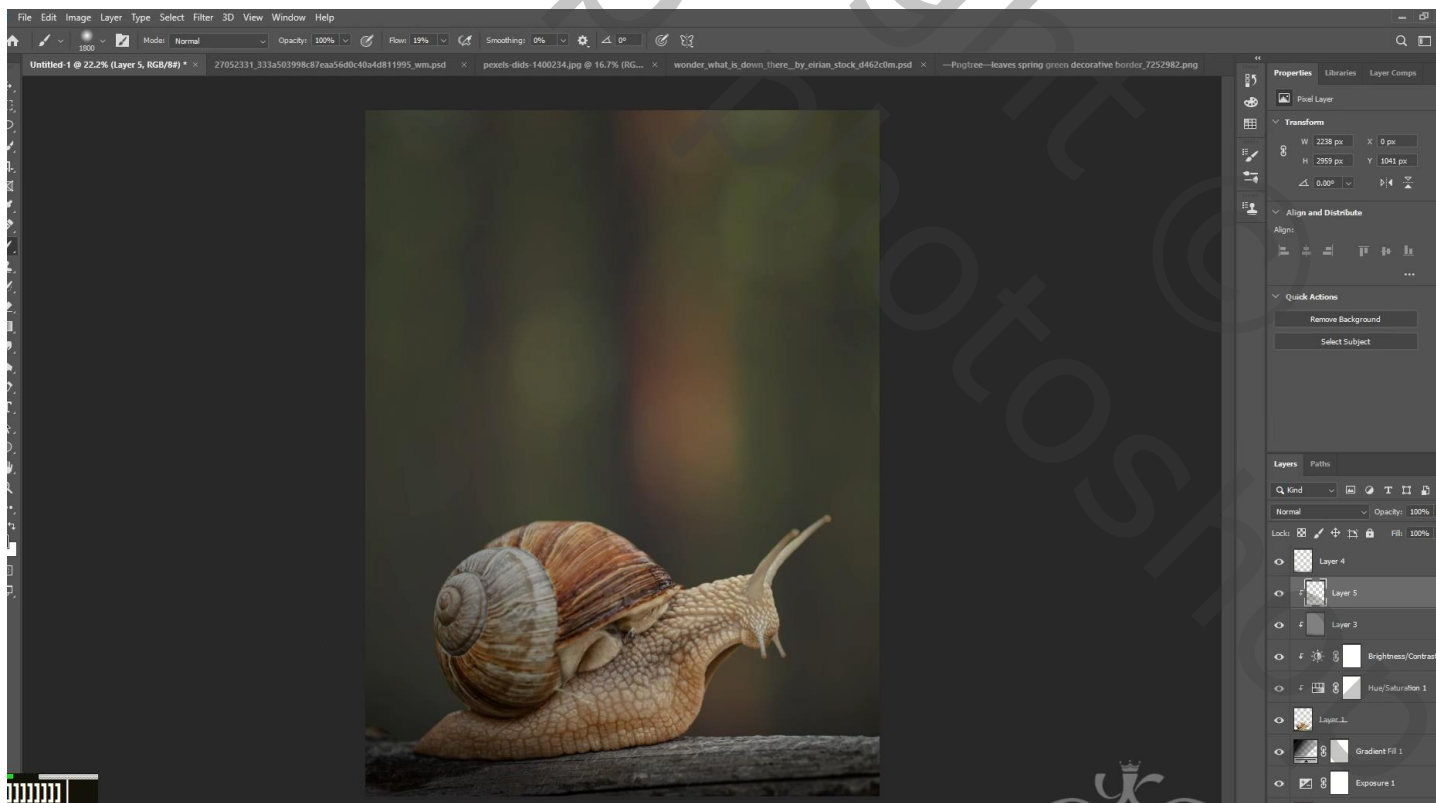 File Edit Image Layer Type Select Filter 3D View Window Help
1800 Mode: Normal Opacity: 100% Flow: 19% Smoothing: 0% 0°
Untitled-1 @ 22.2% (Layer 5, RGB/8#) * × 27052331_333a503998c87eaa56d0c40a4d811995_wm.psd × pexels-dids-1400234.jpg @ 16.7% (RG... × wonder_what_is_down_there__by_eirian_stock_d462c0m.psd × —Pngtree—leaves spring green decorative border_7252982.png
Properties Libraries Layer Comps
Pixel Layer
Transform
W 2238 px X 0 px
H 2959 px Y 1041 px
0.00°
Align and Distribute
Align:
Quick Actions
Remove Background
Select Subject
Layers Paths
Kind
Normal Opacity: 100%
Lock: Fill: 100%
Layer 4
Layer 5
Layer 3
Brightness/Contrast
Hue/Saturation 1
Layer 1
Gradient Fill 1
Exposure 1
]]]]]]]]
photoshop